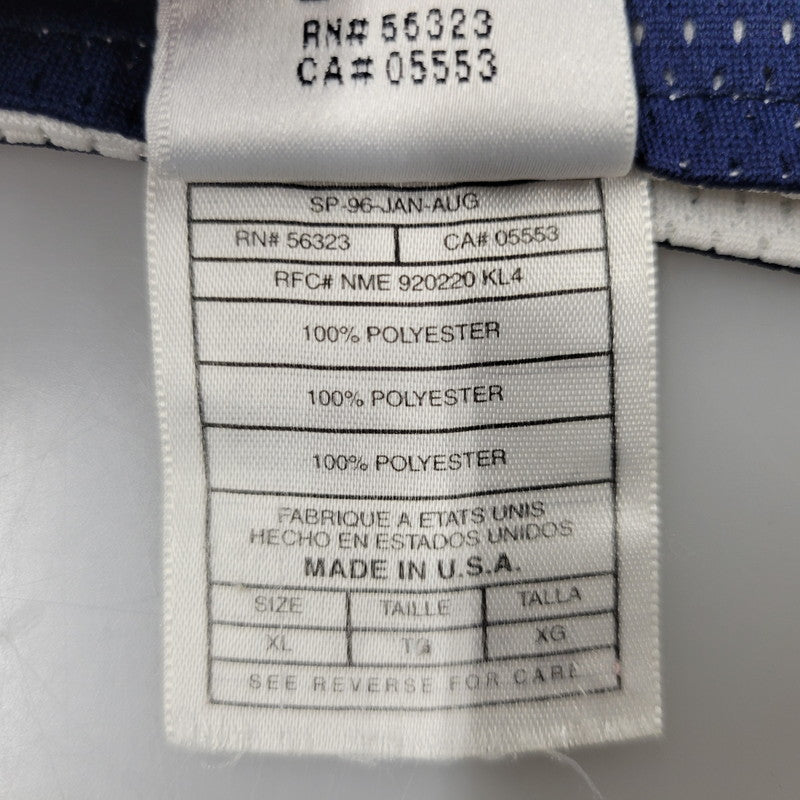 RN# 56323
CA# 05553
SP-96-JAN-AUG
RN# 56323 CA# 05553
RFC# NME 920220 KL4
100% POLYESTER
100% POLYESTER
100% POLYESTER
FABRIQUE A ETATS UNIS
HECHO EN ESTADOS UNIDOS
MADE IN U.S.A.
SIZE TAILLE TALLA
XL TG XG
SEE REVERSE FOR CARE